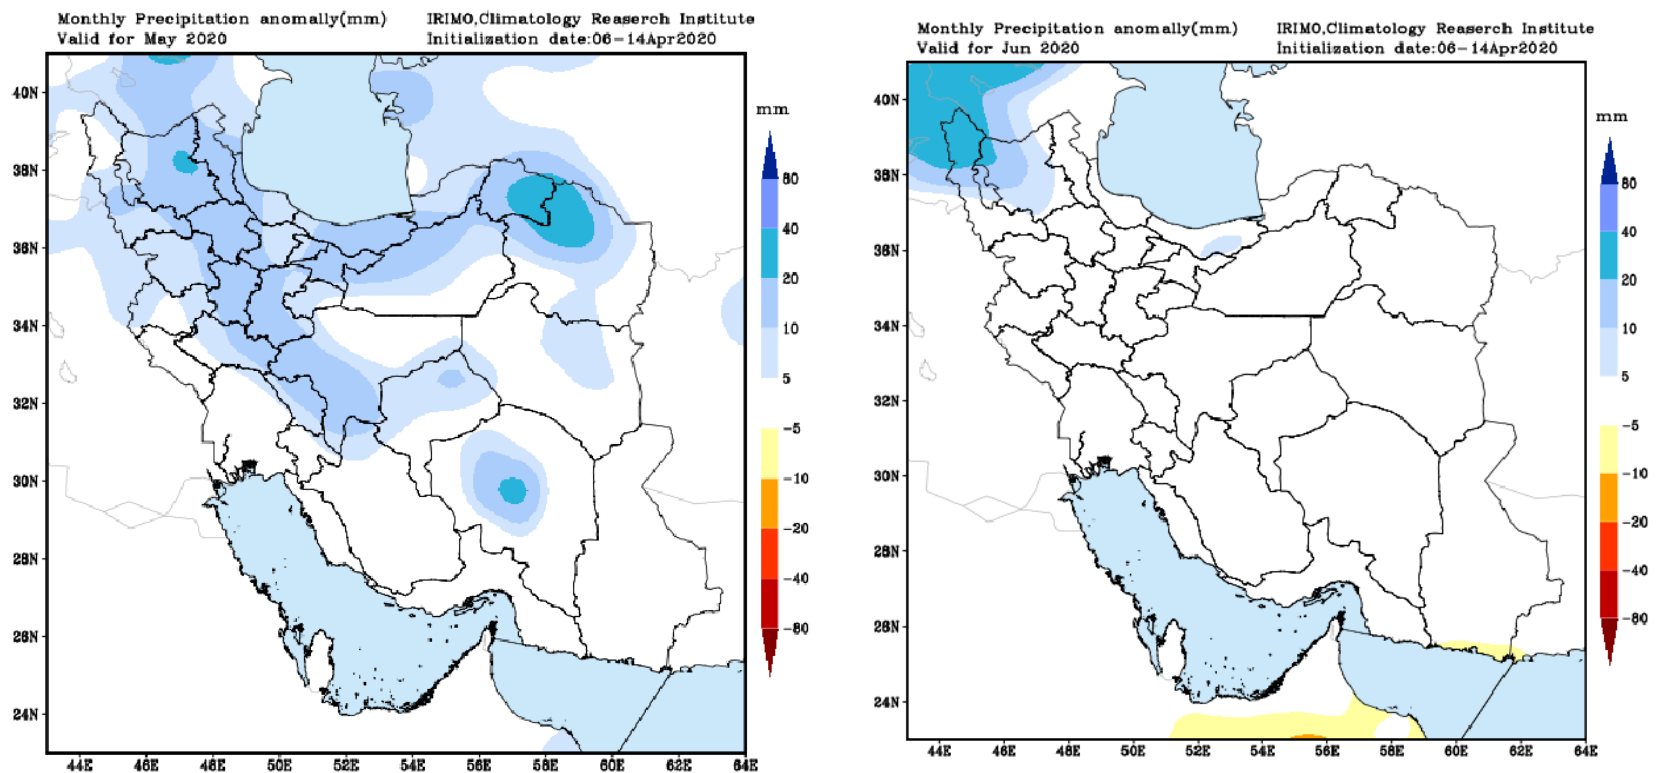 Monthly Precipitation anomally(mm) IRIMO,Climatology Reaserch Institute
Valid for May 2020 Initialization date:06-14Apr2020
mm
40N
38N
36N
34N
32N
30N
28N
26N
24N
44E 46E 48E 50E 52E 54E 56E 58E 60E 62E 64E
80
40
20
10
5
-5
-10
-20
-40
-80
Monthly Precipitation anomally(mm) IRIMO,Climatology Reaserch Institute
Valid for Jun 2020 Initialization date:06-14Apr2020
mm
40N
38N
36N
34N
32N
30N
28N
26N
24N
44E 46E 48E 50E 52E 54E 56E 58E 60E 62E 64E
80
40
20
10
5
-5
-10
-20
-40
-80